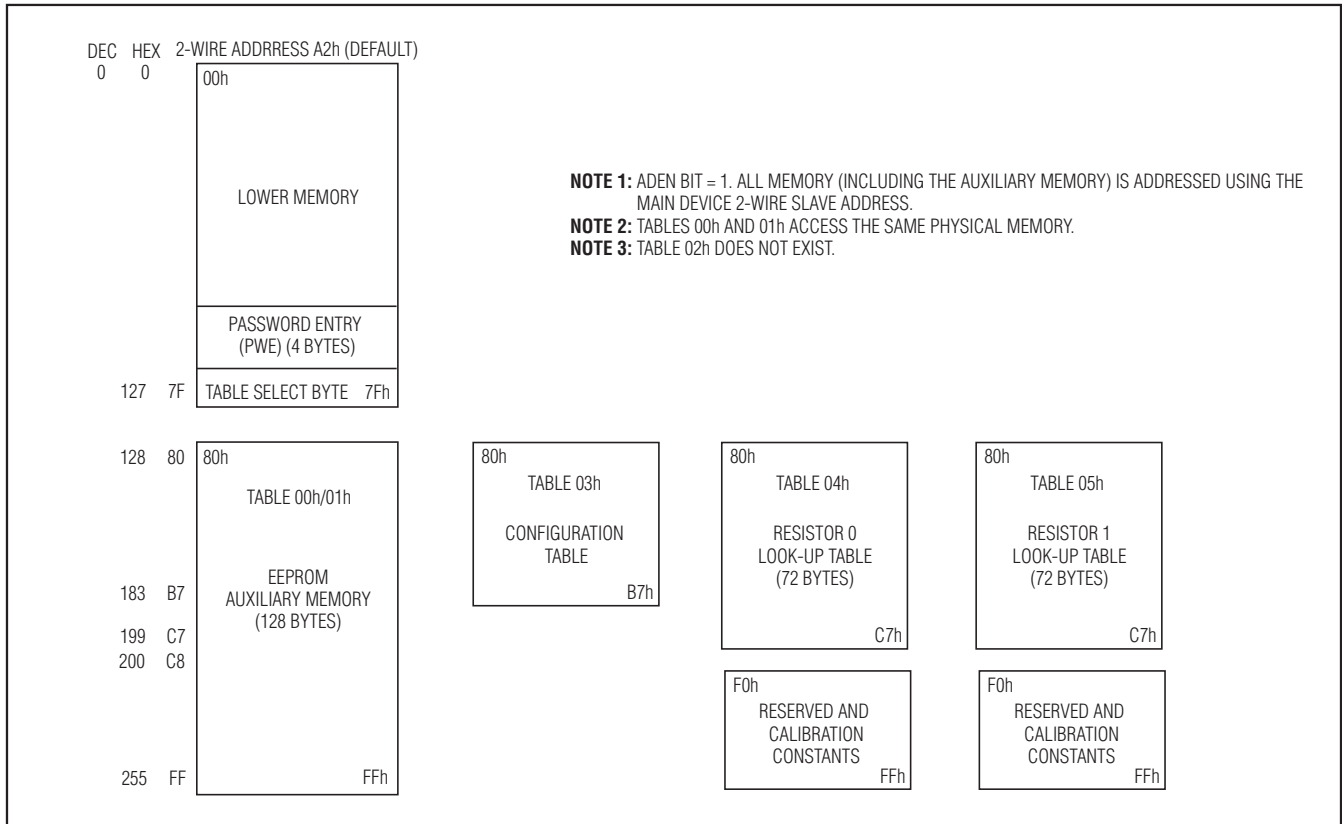 DEC HEX 2-WIRE ADDRRESS A2h (DEFAULT)
0 0
00h
LOWER MEMORY
NOTE 1: ADEN BIT = 1. ALL MEMORY (INCLUDING THE AUXILIARY MEMORY) IS ADDRESSED USING THE
MAIN DEVICE 2-WIRE SLAVE ADDRESS.
NOTE 2: TABLES 00h AND 01h ACCESS THE SAME PHYSICAL MEMORY.
NOTE 3: TABLE 02h DOES NOT EXIST.
PASSWORD ENTRY
(PWE) (4 BYTES)
127 7F TABLE SELECT BYTE 7Fh
128 80 80h
TABLE 00h/01h
EEPROM
AUXILIARY MEMORY
(128 BYTES)
183 B7
199 C7
200 C8
255 FF FFh
80h
TABLE 03h
CONFIGURATION
TABLE
B7h
80h
TABLE 04h
RESISTOR 0
LOOK-UP TABLE
(72 BYTES)
C7h
F0h
RESERVED AND
CALIBRATION
CONSTANTS
FFh
80h
TABLE 05h
RESISTOR 1
LOOK-UP TABLE
(72 BYTES)
C7h
F0h
RESERVED AND
CALIBRATION
CONSTANTS
FFh